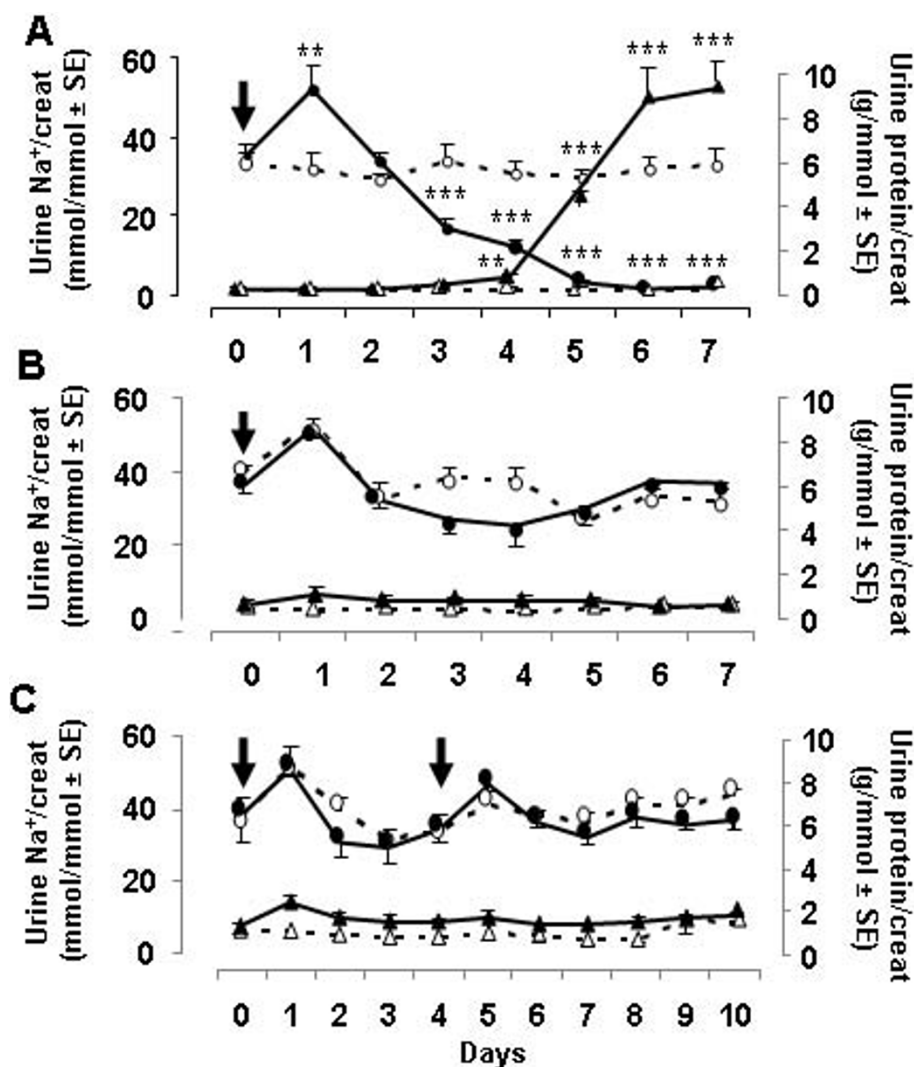 A
Urine Na⁺/creat
(mmol/mmol ± SE)
60
40
20
0
**
***
***
***
***
***
**
***
***
***
10
8
6
4
2
0
Urine protein/creat
(g/mmol ± SE)
0 1 2 3 4 5 6 7
B
Urine Na⁺/creat
(mmol/mmol ± SE)
60
40
20
0
10
8
6
4
2
0
Urine protein/creat
(g/mmol ± SE)
0 1 2 3 4 5 6 7
C
Urine Na⁺/creat
(mmol/mmol ± SE)
60
40
20
0
10
8
6
4
2
0
Urine protein/creat
(g/mmol ± SE)
0 1 2 3 4 5 6 7 8 9 10
Days